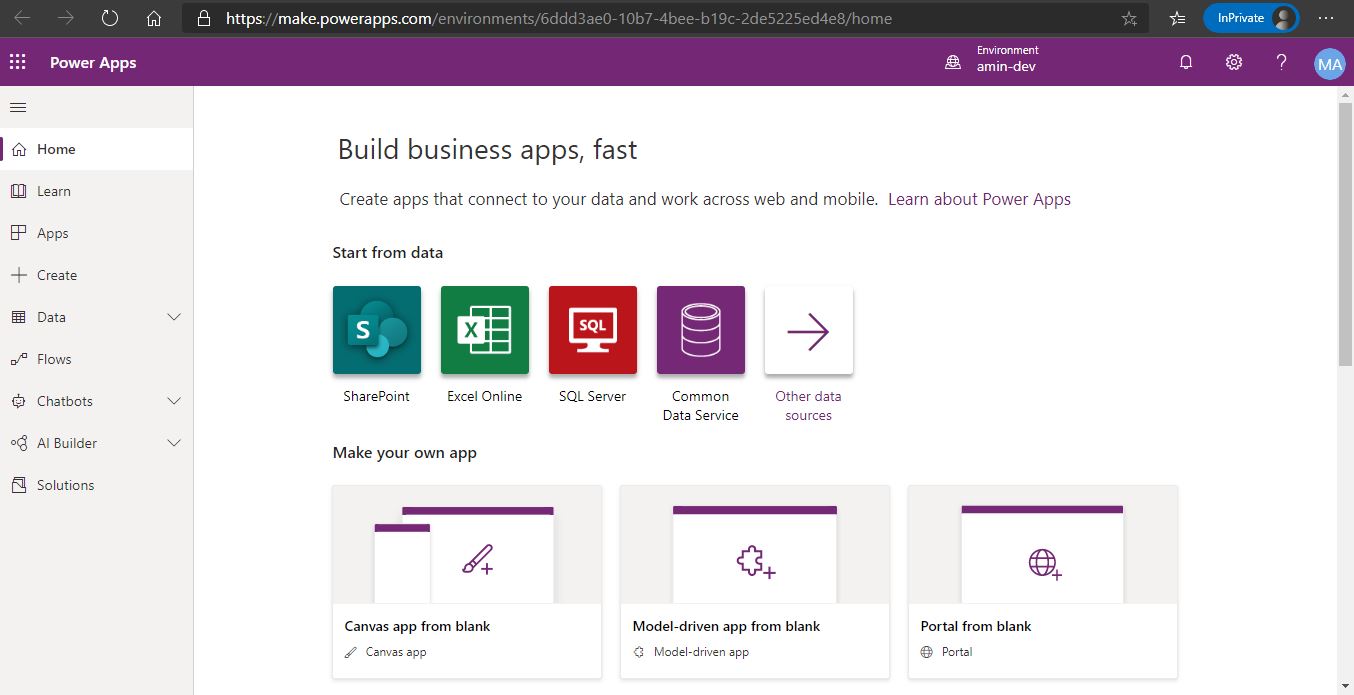 https://make.powerapps.com/environments/6ddd3ae0-10b7-4bee-b19c-2de5225ed4e8/home
InPrivate
Power Apps
Environment
amin-dev
?
MA
Home
Learn
Apps
Create
Data
Flows
Chatbots
AI Builder
Solutions
Build business apps, fast
Create apps that connect to your data and work across web and mobile. Learn about Power Apps
Start from data
S
X
SQL
SharePoint
Excel Online
SQL Server
Common
Data Service
Other data
sources
Make your own app
Canvas app from blank
Canvas app
Model-driven app from blank
Model-driven app
Portal from blank
Portal